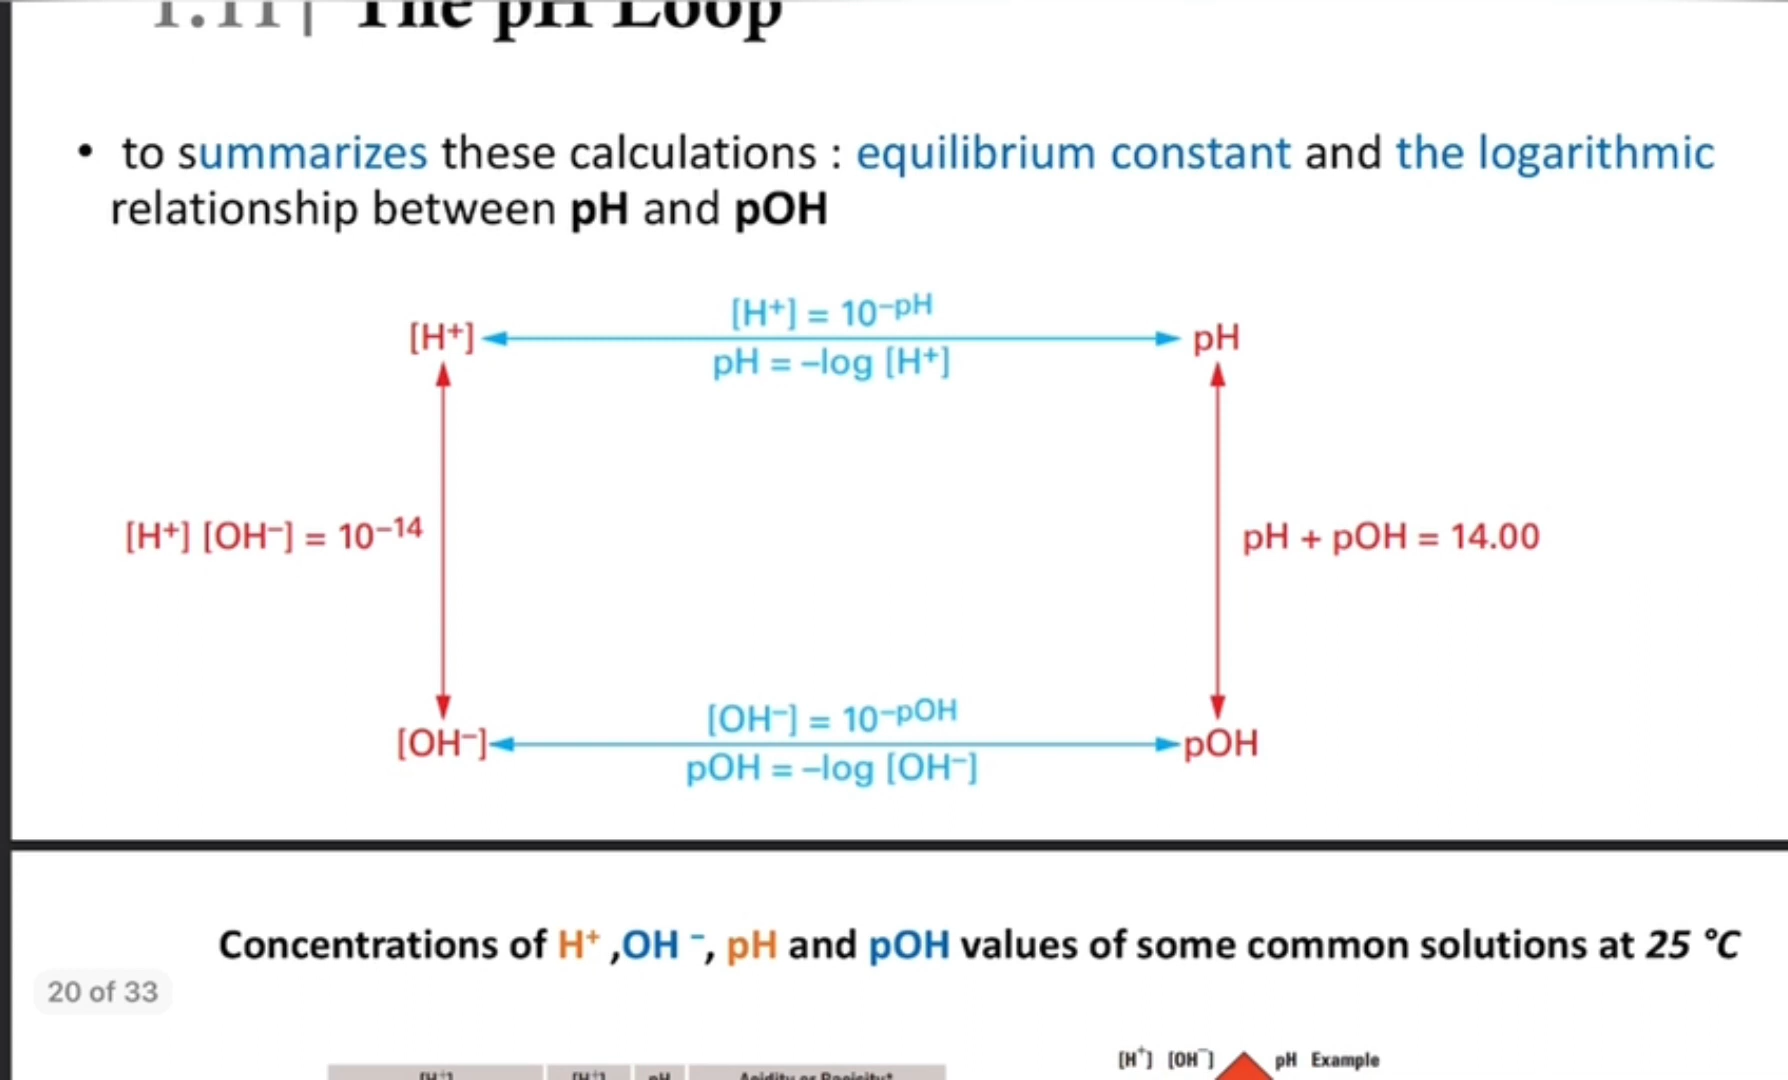 1.11 | The pH Loop
• to summarizes these calculations : equilibrium constant and the logarithmic
relationship between pH and pOH
[H⁺] = 10⁻ᵖᴴ
[H⁺]
pH
pH = –log [H⁺]
[H⁺] [OH⁻] = 10⁻¹⁴
pH + pOH = 14.00
[OH⁻] = 10⁻ᵖᴼᴴ
[OH⁻]
pOH
pOH = –log [OH⁻]
Concentrations of H⁺ ,OH ⁻, pH and pOH values of some common solutions at 25 °C
20 of 33
[H⁺] [OH⁻] pH Example
[H⁺] [H⁺] pH